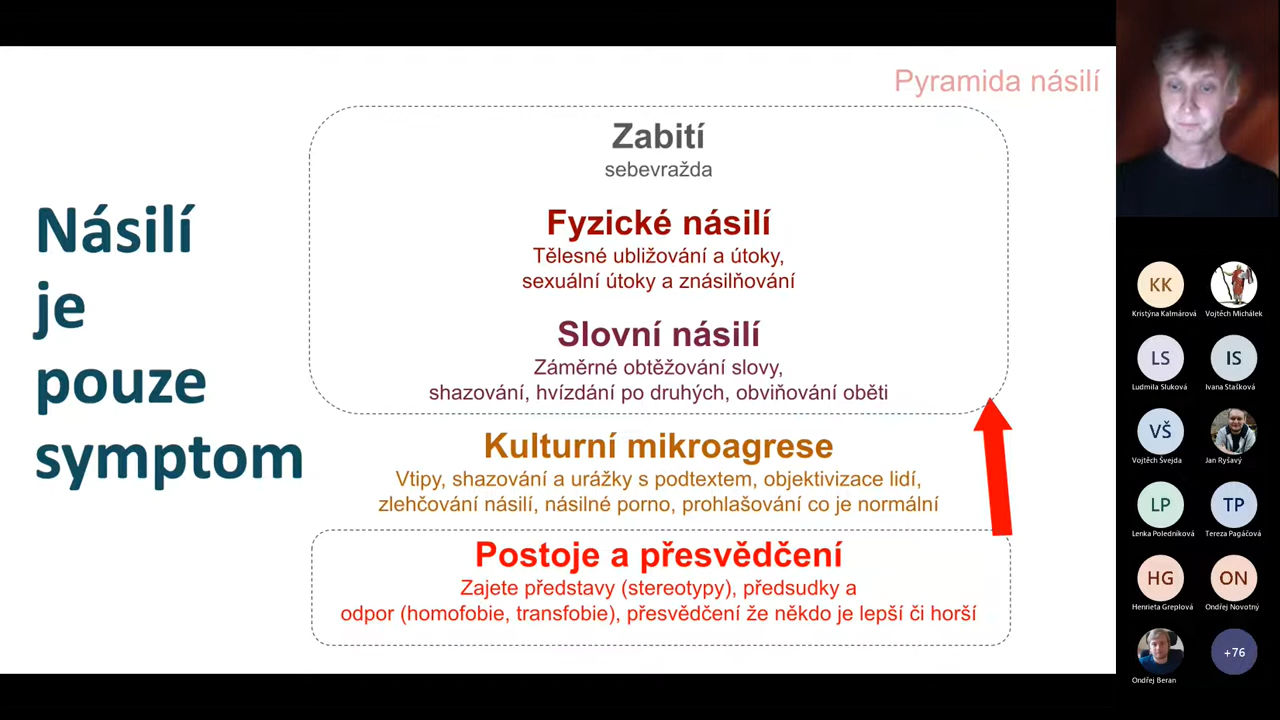 Pyramida násilí
Násilí
je
pouze
symptom
Zabití
sebevražda
Fyzické násilí
Tělesné ubližování a útoky,
sexuální útoky a znásilňování
Slovní násilí
Záměrné obtěžování slovy,
shazování, hvízdání po druhých, obviňování oběti
Kulturní mikroagrese
Vtipy, shazování a urážky s podtextem, objektivizace lidí,
zlehčování násilí, násilné porno, prohlašování co je normální
Postoje a přesvědčení
Zajete představy (stereotypy), předsudky a
odpor (homofobie, transfobie), přesvědčení že někdo je lepší či horší
KK
Kristýna Kalmárová
Vojtěch Michálek
LS
Ludmila Sluková
IS
Ivana Stašková
VŠ
Vojtěch Švejda
Jan Ryšavý
LP
Lenka Poledníková
TP
Tereza Pagáčová
HG
Henrieta Greplová
ON
Ondřej Novotný
Ondřej Beran
+76